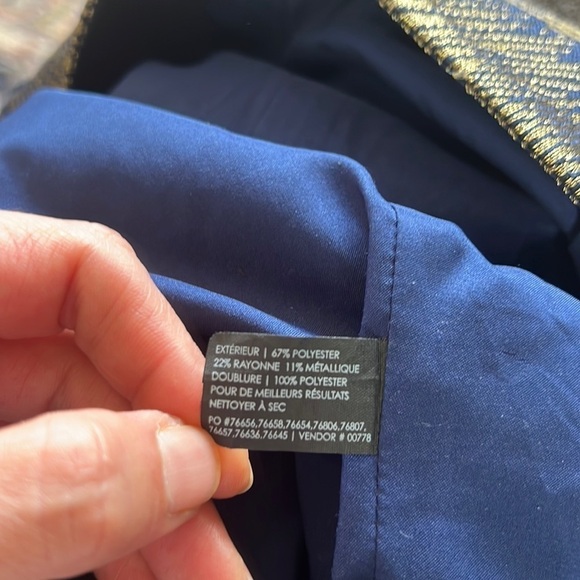 EXTÉRIEUR | 67% POLYESTER
22% RAYONNE 11% MÉTALLIQUE
DOUBLURE | 100% POLYESTER
POUR DE MEILLEURS RÉSULTATS
NETTOYER À SEC
PO #76656,76658,76654,76806,76807,
76657,76636,76645 | VENDOR # 00778